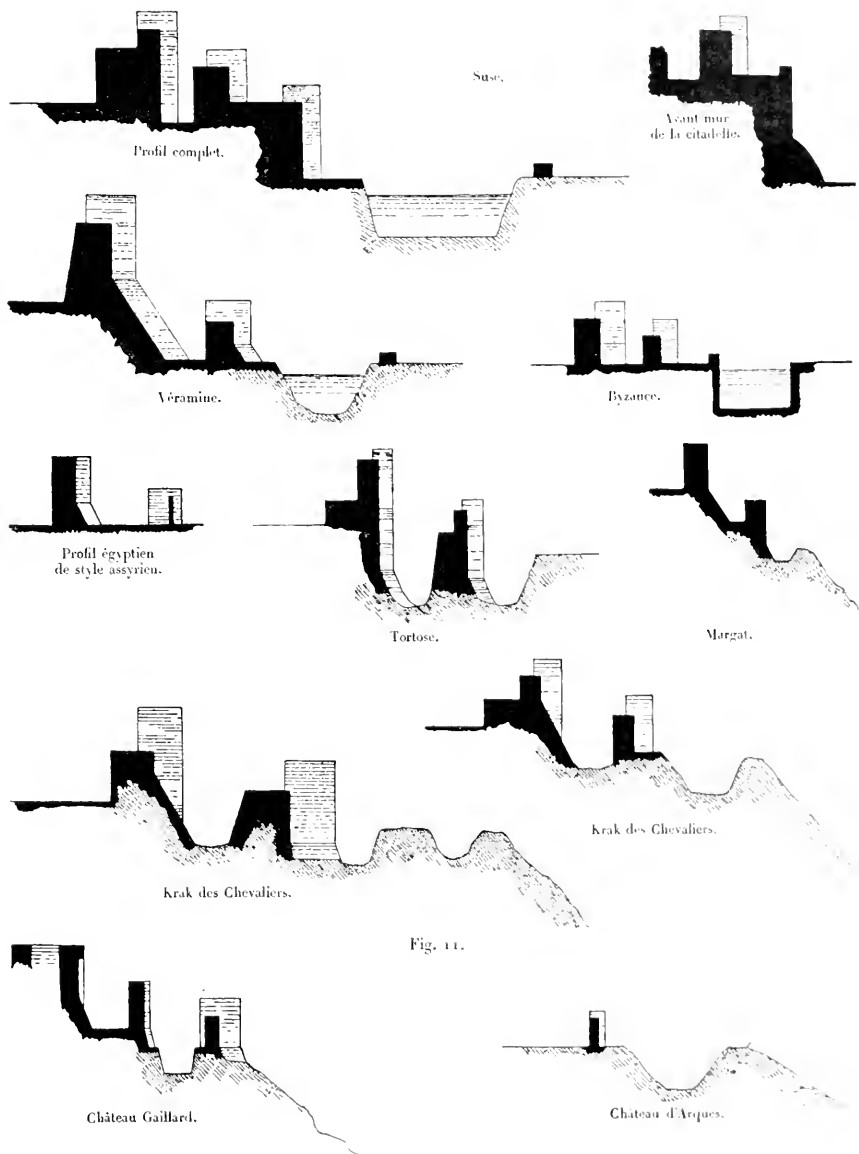 Suse.
Avant mur
de la citadelle.
Profil complet.
Véramine.
Byzance.
Profil égyptien
de style assyrien.
Tortose.
Margat.
Krak des Chevaliers.
Krak des Chevaliers.
Fig. 11.
Château Gaillard.
Château d'Arques.